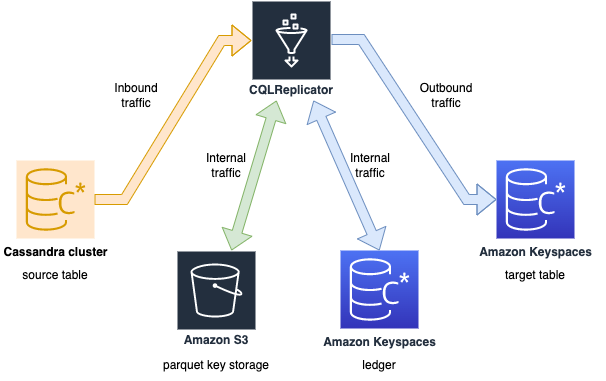 CQLReplicator
Inbound
traffic
Outbound
traffic
Internal
traffic
Internal
traffic
C*
Cassandra cluster
source table
C*
Amazon Keyspaces
target table
Amazon S3
parquet key storage
C*
Amazon Keyspaces
ledger